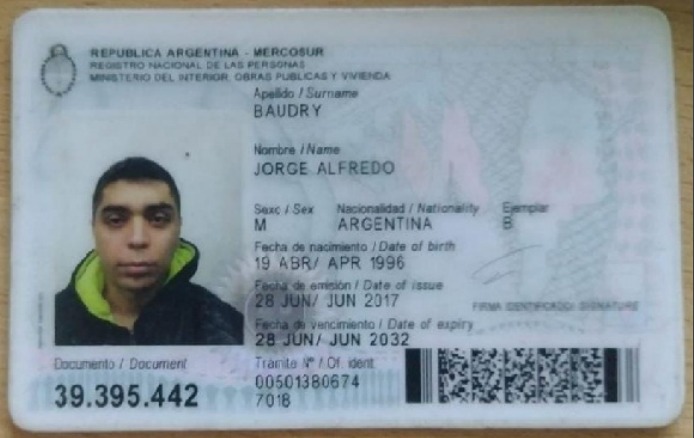 REPUBLICA ARGENTINA - MERCOSUR
REGISTRO NACIONAL DE LAS PERSONAS
MINISTERIO DEL INTERIOR, OBRAS PUBLICAS Y VIVIENDA
Apellido / Surname
BAUDRY
Nombre / Name
JORGE ALFREDO
Sexo / Sex Nacionalidad / Nationality Ejemplar
M ARGENTINA B
Fecha de nacimiento / Date of birth
19 ABR/ APR 1996
Fecha de emisión / Date of issue
28 JUN/ JUN 2017
FIRMA IDENTIFICADO/ SIGNATURE
Fecha de vencimiento / Date of expiry
28 JUN/ JUN 2032
Documento / Document
39.395.442
Tramite Nº / Of. ident.
00501380674
7018